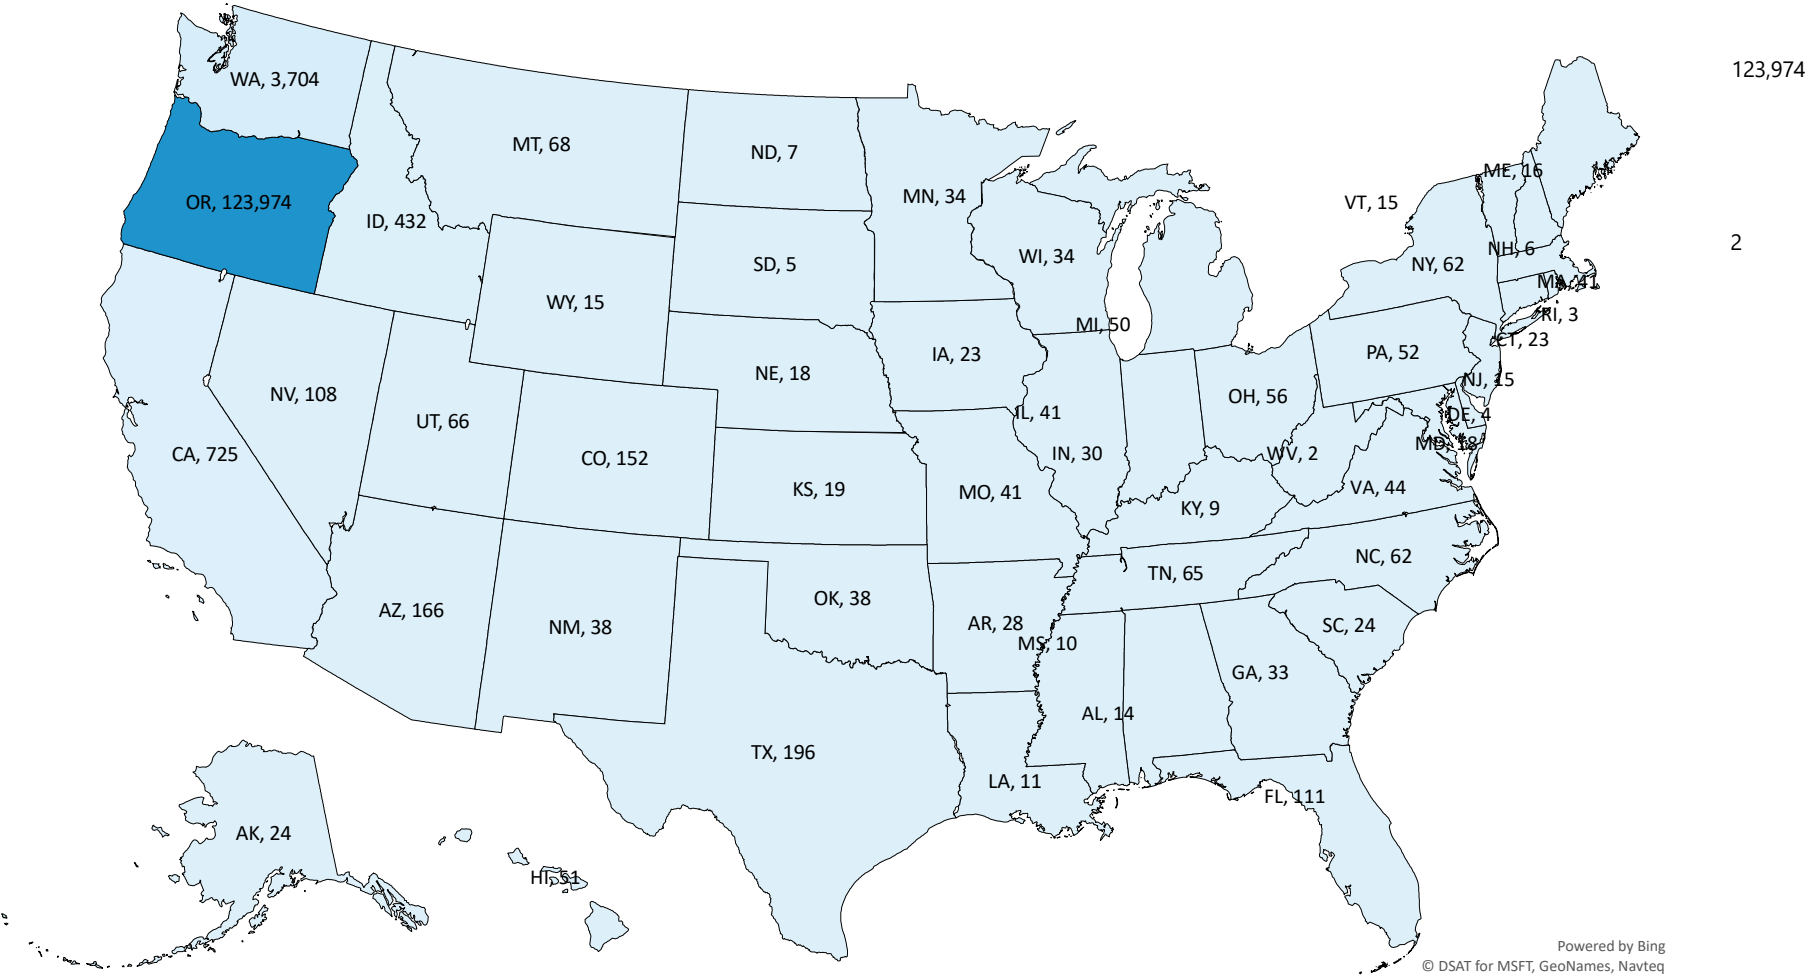 WA, 3,704
123,974
MT, 68
ND, 7
ME, 16
MN, 34
OR, 123,974
VT, 15
ID, 432
2
NH, 6
WI, 34
NY, 62
SD, 5
MA, 41
WY, 15
RI, 3
MI, 50
CT, 23
IA, 23
PA, 52
NE, 18
NJ, 15
NV, 108
OH, 56
IL, 41
DE, 4
UT, 66
MD, 18
CA, 725
CO, 152
IN, 30
WV, 2
KS, 19
MO, 41
VA, 44
KY, 9
NC, 62
TN, 65
OK, 38
AZ, 166
AR, 28
NM, 38
SC, 24
MS, 10
GA, 33
AL, 14
TX, 196
LA, 11
FL, 111
AK, 24
HI, 51
Powered by Bing
© DSAT for MSFT, GeoNames, Navteq